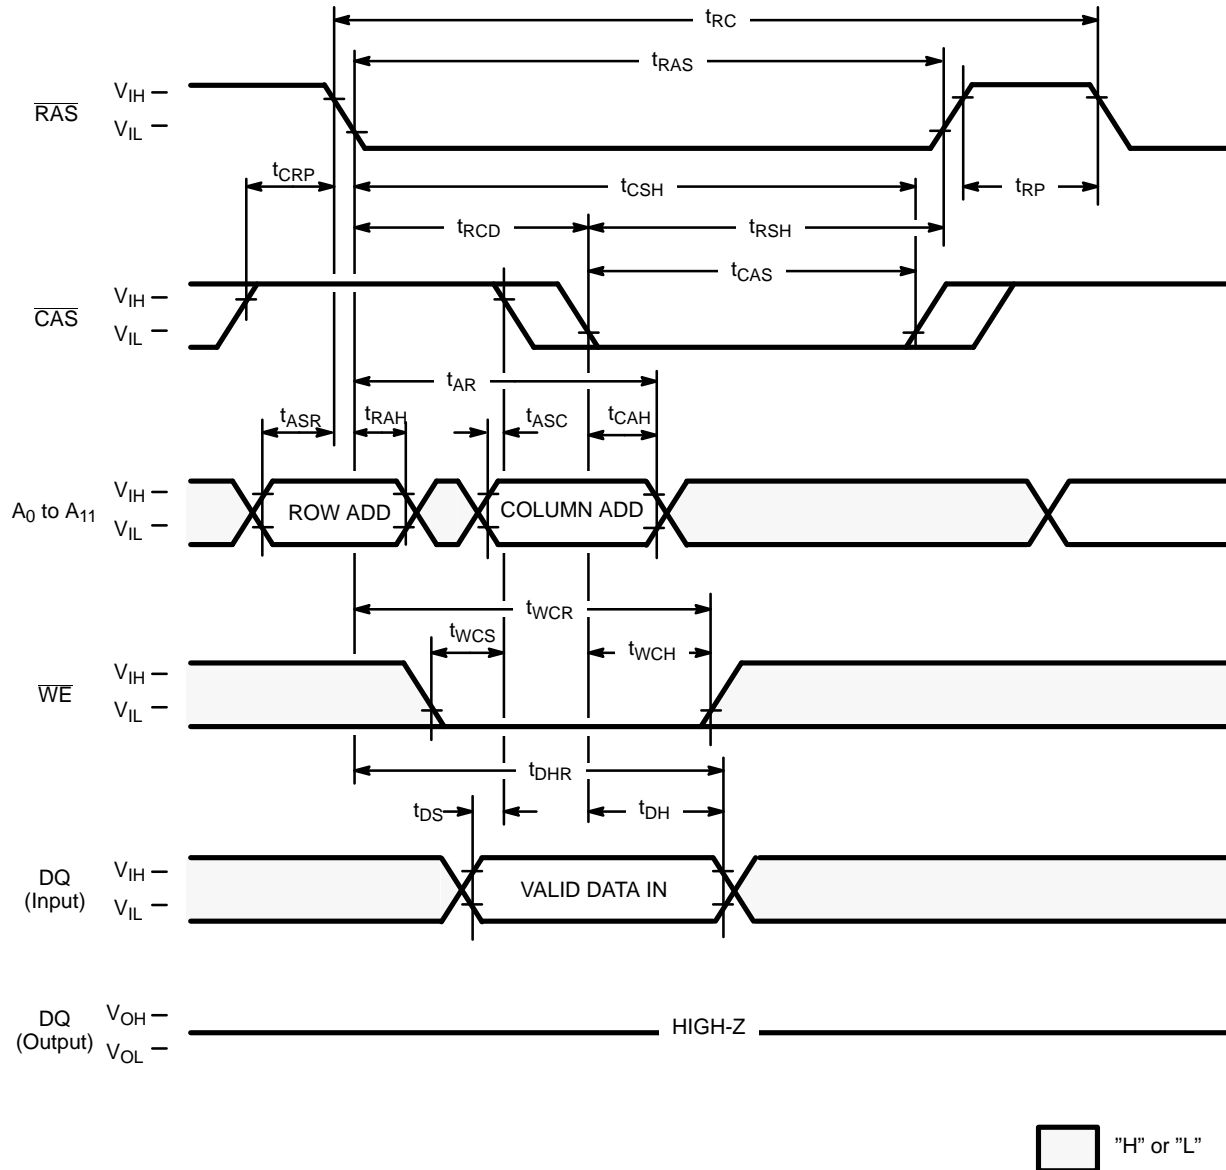 tRC
tRAS
RAS
VIH
VIL
tCRP
tCSH
tRP
tRCD
tRSH
tCAS
CAS
VIH
VIL
tAR
tASR
tRAH
tASC
tCAH
A0 to A11
VIH
VIL
ROW ADD
COLUMN ADD
tWCR
tWCS
tWCH
WE
VIH
VIL
tDHR
tDS
tDH
DQ
(Input)
VIH
VIL
VALID DATA IN
DQ
(Output)
VOH
VOL
HIGH-Z
"H" or "L"